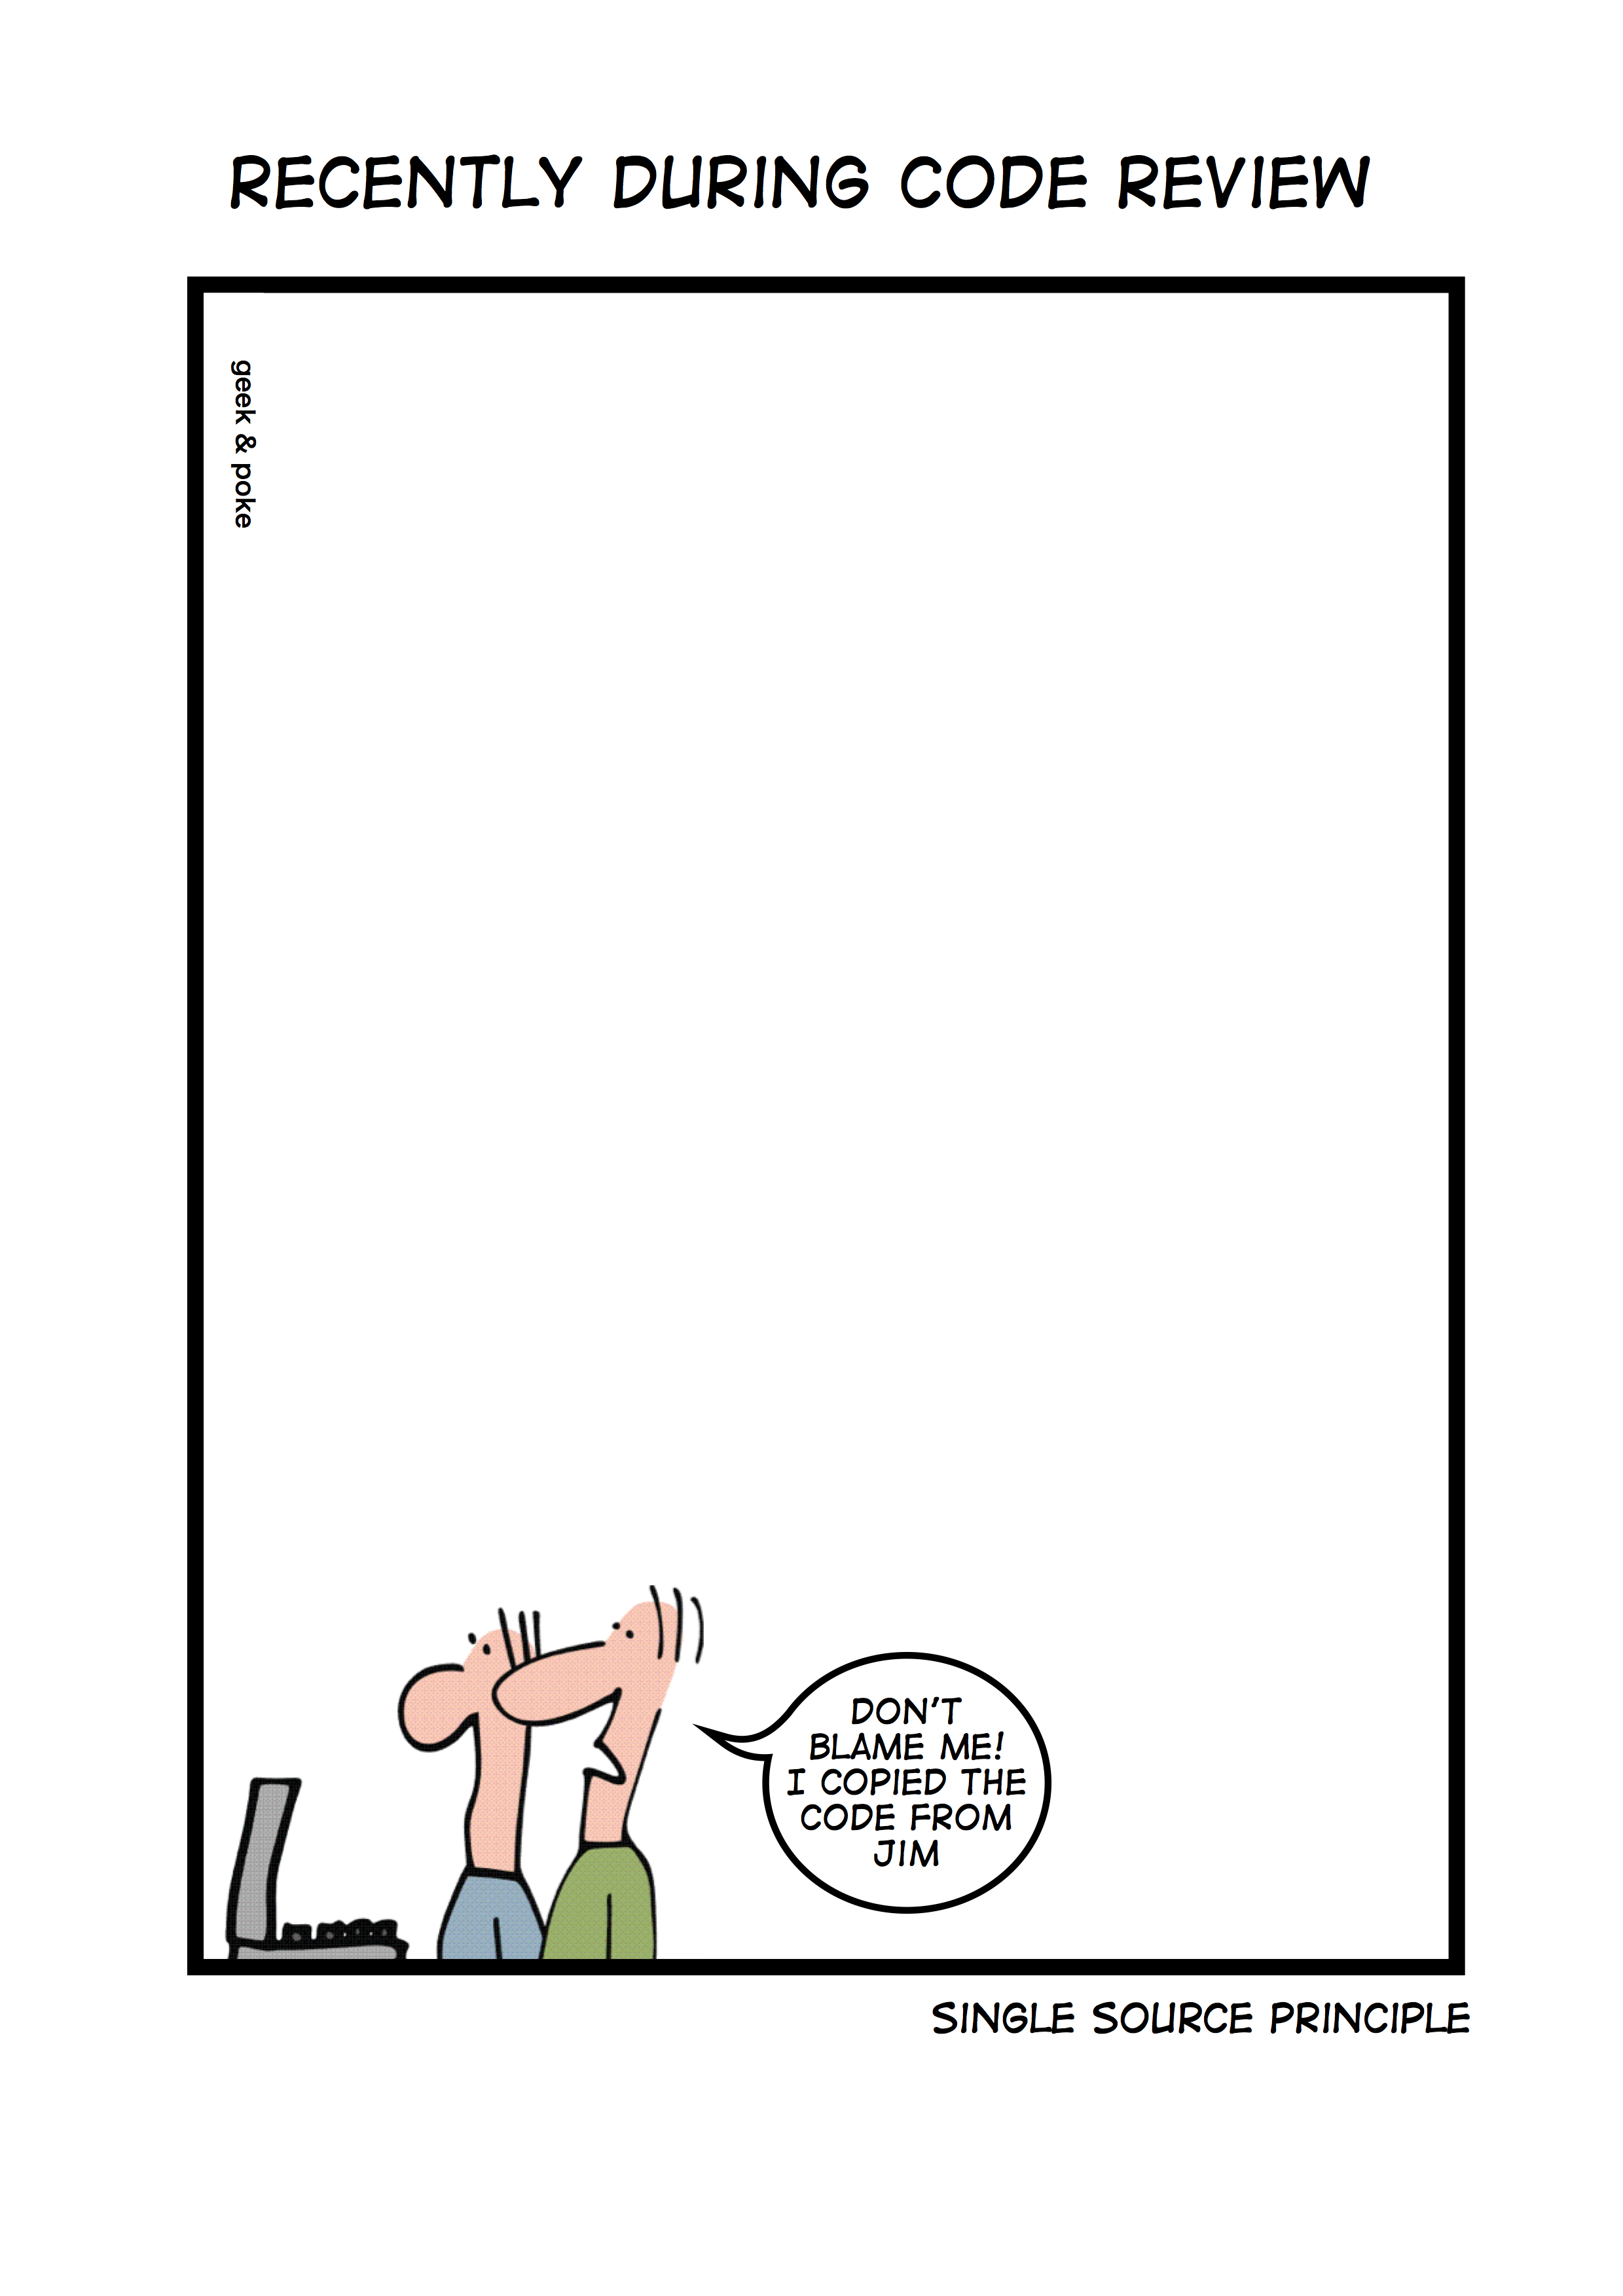 RECENTLY DURING CODE REVIEW
geek & poke
DON'T
BLAME ME!
I COPIED THE
CODE FROM
JIM
SINGLE SOURCE PRINCIPLE